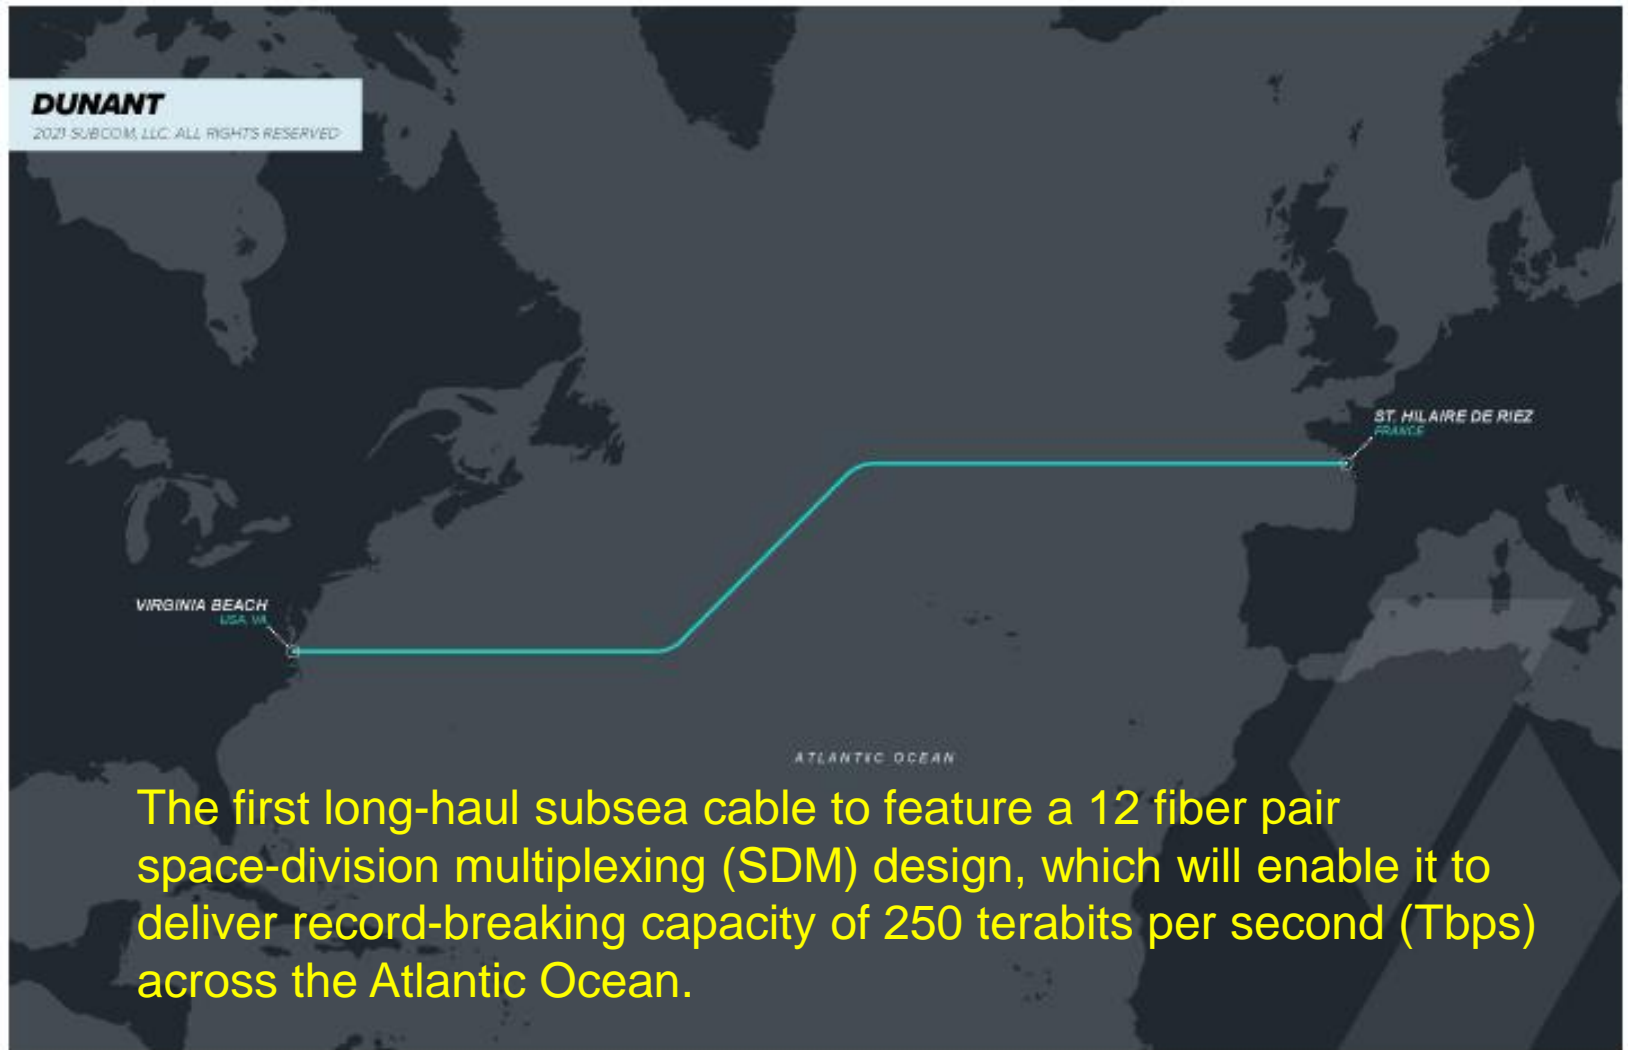 DUNANT
2021 SUBCOM, LLC. ALL RIGHTS RESERVED
ST. HILAIRE DE RIEZ
FRANCE
VIRGINIA BEACH
USA, VA
ATLANTIC OCEAN
The first long-haul subsea cable to feature a 12 fiber pair
space-division multiplexing (SDM) design, which will enable it to
deliver record-breaking capacity of 250 terabits per second (Tbps)
across the Atlantic Ocean.